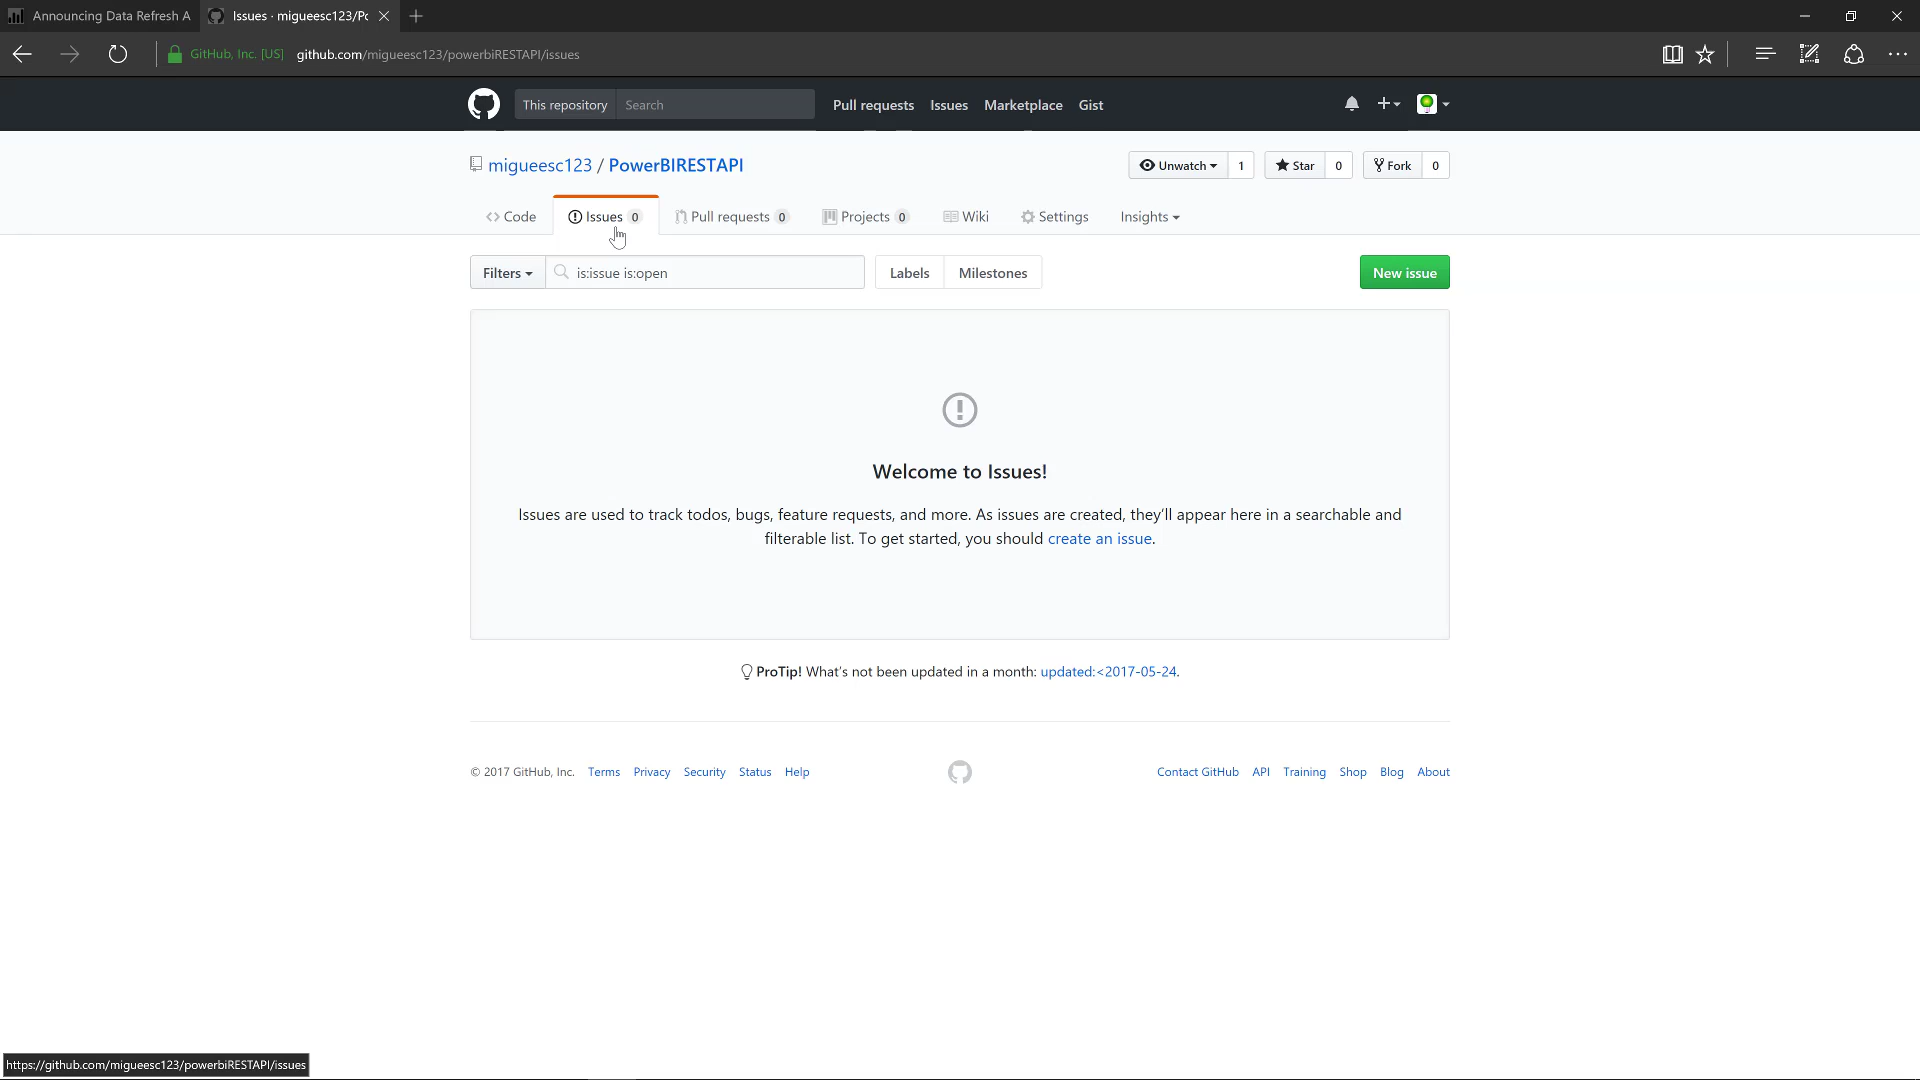 Announcing Data Refresh A
Issues · migueesc123/Pc
GitHub, Inc. [US] github.com/migueesc123/powerbiRESTAPI/issues
This repository Search Pull requests Issues Marketplace Gist
migueesc123 / PowerBIRESTAPI
Unwatch 1 Star 0 Fork 0
Code Issues 0 Pull requests 0 Projects 0 Wiki Settings Insights
Filters is:issue is:open Labels Milestones New issue
Welcome to Issues!
Issues are used to track todos, bugs, feature requests, and more. As issues are created, they’ll appear here in a searchable and
filterable list. To get started, you should create an issue.
ProTip! What’s not been updated in a month: updated:<2017-05-24.
© 2017 GitHub, Inc. Terms Privacy Security Status Help Contact GitHub API Training Shop Blog About
https://github.com/migueesc123/powerbiRESTAPI/issues